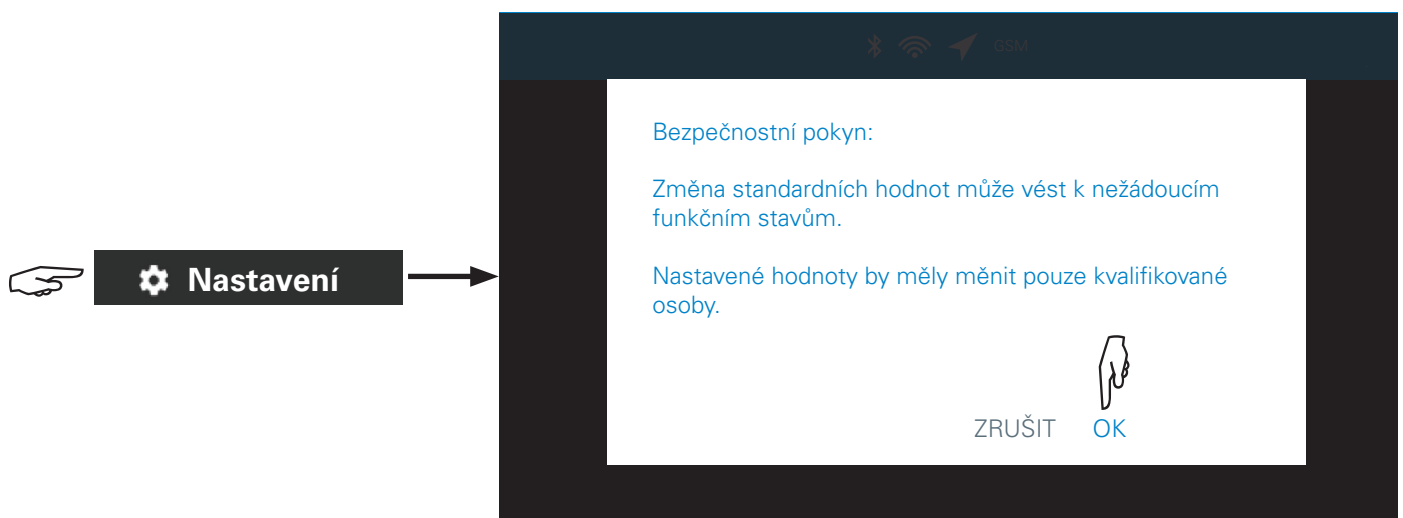 GSM
Bezpečnostní pokyn:
Změna standardních hodnot může vést k nežádoucím
funkčním stavům.
Nastavení
Nastavené hodnoty by měly měnit pouze kvalifikované
osoby.
ZRUŠIT OK